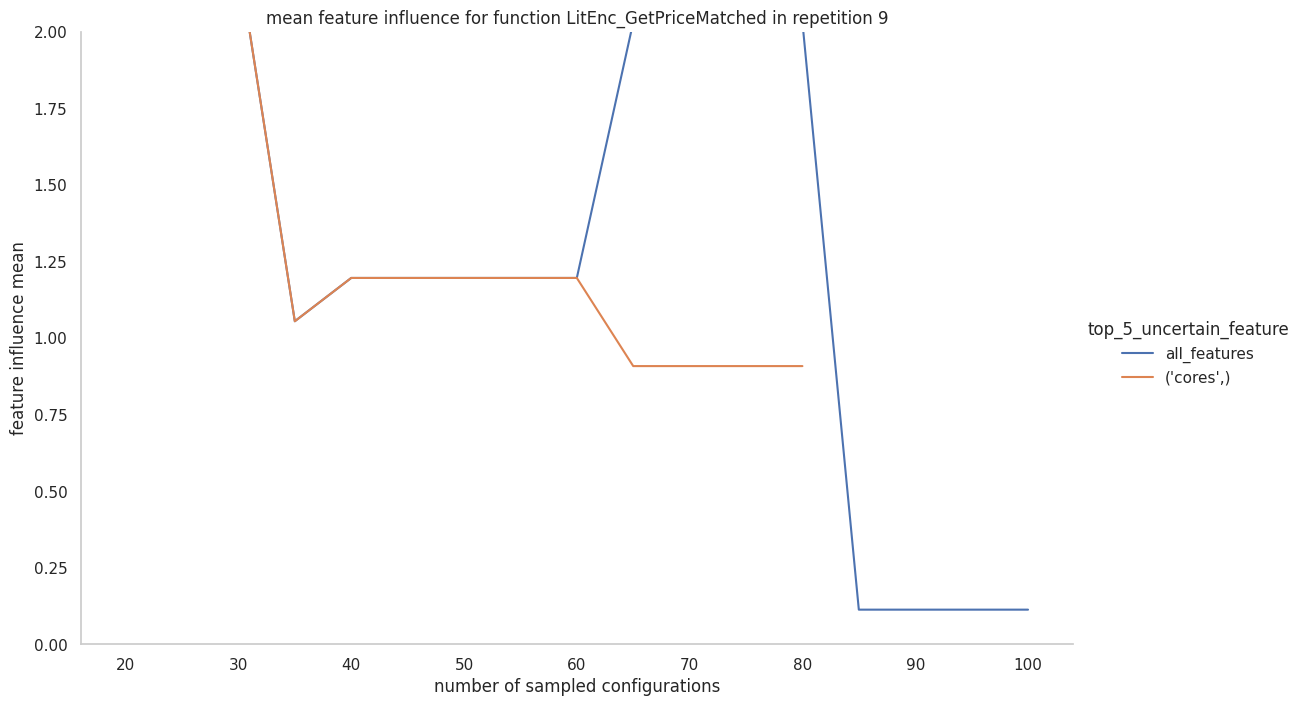 mean feature influence for function LitEnc_GetPriceMatched in repetition 9
feature influence mean
2.00
1.75
1.50
1.25
1.00
0.75
0.50
0.25
0.00
20 30 40 50 60 70 80 90 100
number of sampled configurations
top_5_uncertain_feature
all_features
('cores',)